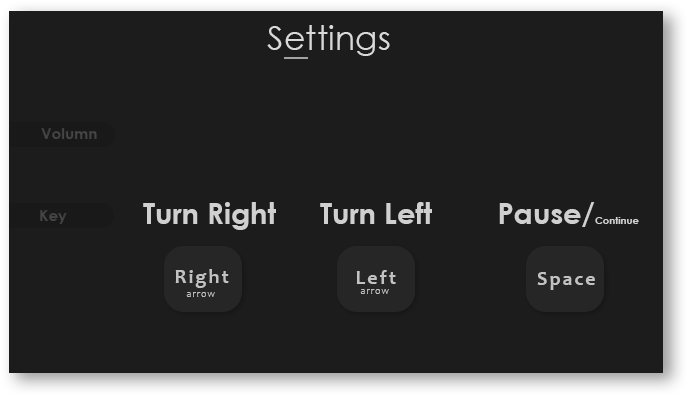 Settings
Volumn
Key
Turn Right
Turn Left
Pause/Continue
Right
arrow
Left
arrow
Space